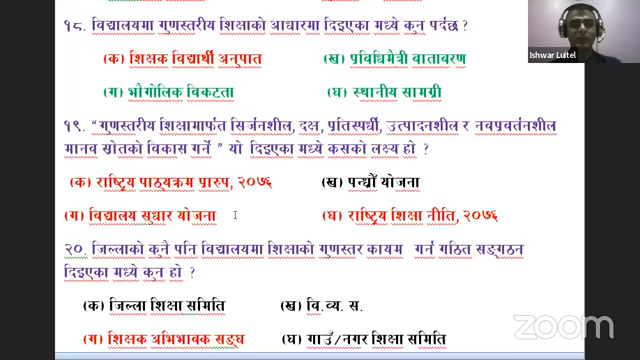 १८. विद्यालयमा गुणस्तरीय शिक्षाको आधारमा दिइएका मध्ये कुन पर्दछ ?
(क) शिक्षक विद्यार्थी अनुपात (ख) प्रविधिमैत्री वातावरण
(ग) भौगोलिक विकटता (घ) स्थानीय सामग्री
१९. "गुणस्तरीय शिक्षामार्फत सिर्जनशील, दक्ष, प्रतिस्पर्धी, उत्पादनशील र नवप्रवर्तनशील
मानव स्रोतको विकास गर्ने" यो दिइएका मध्ये कसको लक्ष्य हो ?
(क) राष्ट्रिय पाठ्यक्रम प्रारुप, २०७६ (ख) पन्ध्रौं योजना
(ग) विद्यालय सुधार योजना (घ) राष्ट्रिय शिक्षा नीति, २०७६
२०. जिल्लाको कुनै पनि विद्यालयमा शिक्षाको गुणस्तर कायम गर्न गठित सङ्गठन
दिइएका मध्ये कुन हो ?
(क) जिल्ला शिक्षा समिति (ख) वि.व्य. स.
(ग) शिक्षक अभिभावक सङ्घ (घ) गाउँ/नगर शिक्षा समिति
Ishwar Luitel
zoom